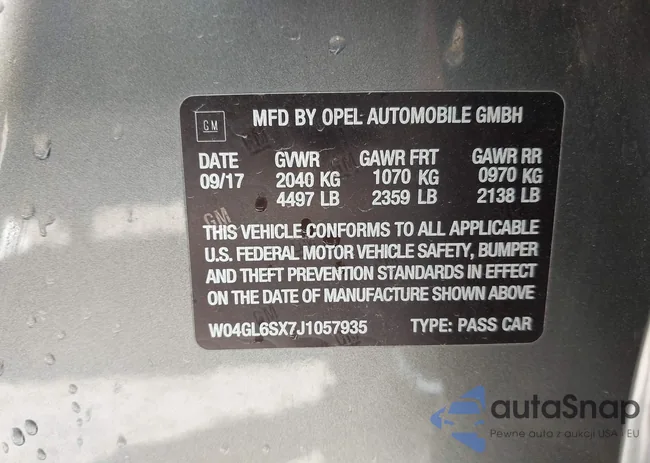 GM MFD BY OPEL AUTOMOBILE GMBH
DATE GVWR GAWR FRT GAWR RR
09/17 2040 KG 1070 KG 0970 KG
4497 LB 2359 LB 2138 LB
THIS VEHICLE CONFORMS TO ALL APPLICABLE
U.S. FEDERAL MOTOR VEHICLE SAFETY, BUMPER
AND THEFT PREVENTION STANDARDS IN EFFECT
ON THE DATE OF MANUFACTURE SHOWN ABOVE
W04GL6SX7J1057935 TYPE: PASS CAR
autaSnap
Pewne auto z aukcji USA - EU